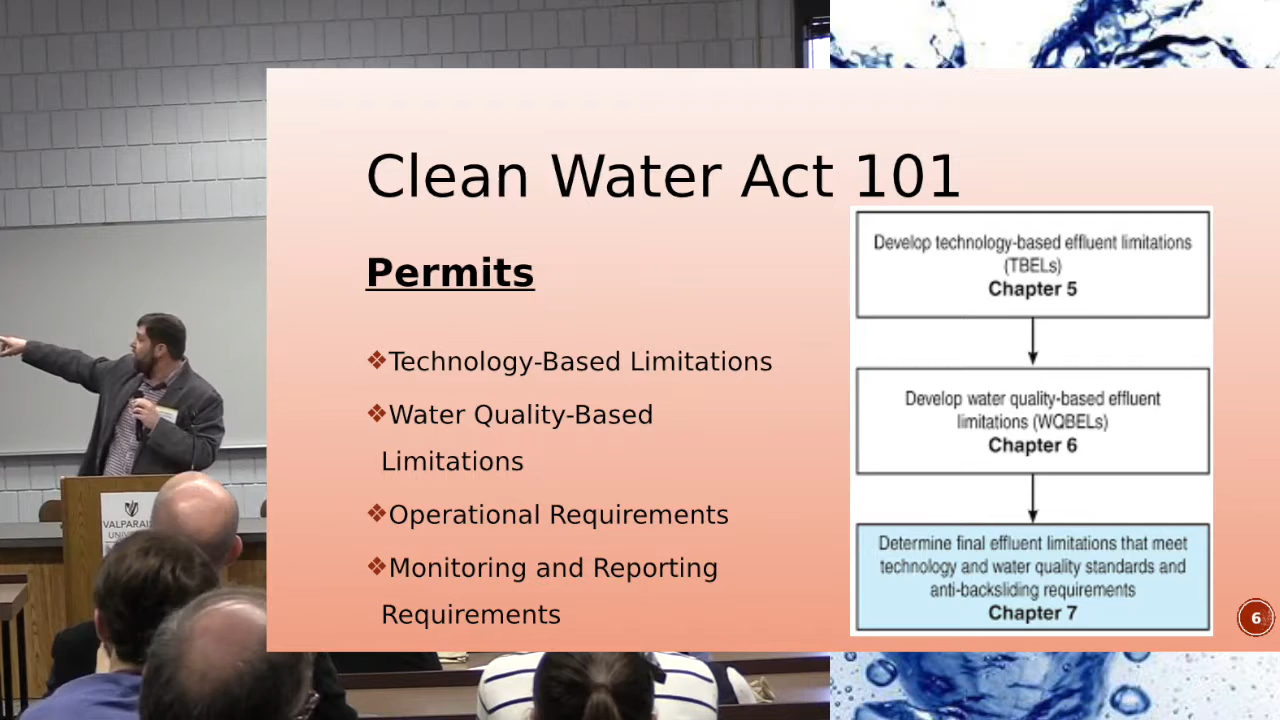 Clean Water Act 101
Permits
❖Technology-Based Limitations
❖Water Quality-Based
Limitations
❖Operational Requirements
❖Monitoring and Reporting
Requirements
Develop technology-based effluent limitations
(TBELs)
Chapter 5
Develop water quality-based effluent
limitations (WQBELs)
Chapter 6
Determine final effluent limitations that meet
technology and water quality standards and
anti-backsliding requirements
Chapter 7
6